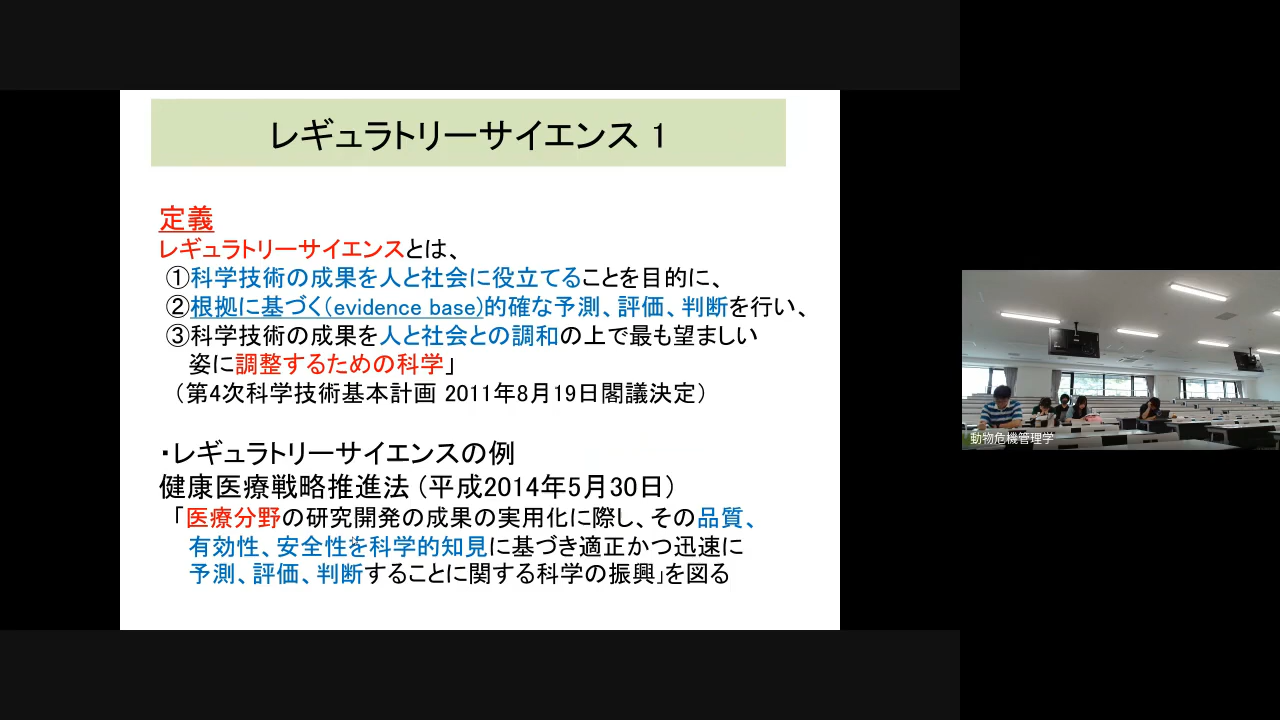 レギュラトリーサイエンス 1
定義
レギュラトリーサイエンスとは、
①科学技術の成果を人と社会に役立てることを目的に、
②根拠に基づく(evidence base)的確な予測、評価、判断を行い、
③科学技術の成果を人と社会との調和の上で最も望ましい
姿に調整するための科学」
（第4次科学技術基本計画 2011年8月19日閣議決定）
・レギュラトリーサイエンスの例
健康医療戦略推進法 (平成2014年5月30日)
「医療分野の研究開発の成果の実用化に際し、その品質、
有効性、安全性を科学的知見に基づき適正かつ迅速に
予測、評価、判断することに関する科学の振興」を図る
動物危機管理学